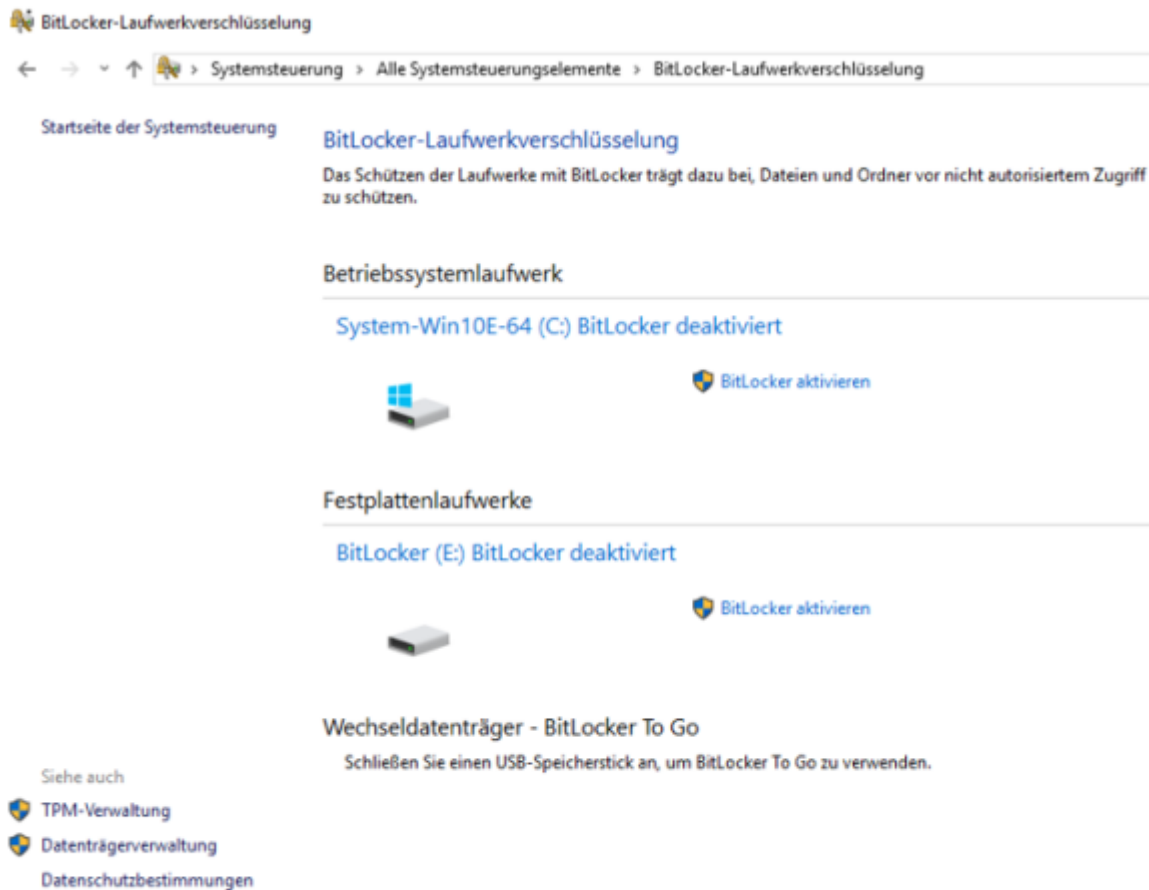 BitLocker-Laufwerkverschlüsselung
Systemsteuerung > Alle Systemsteuerungselemente > BitLocker-Laufwerkverschlüsselung
Startseite der Systemsteuerung
BitLocker-Laufwerkverschlüsselung
Das Schützen der Laufwerke mit BitLocker trägt dazu bei, Dateien und Ordner vor nicht autorisiertem Zugriff
zu schützen.
Betriebssystemlaufwerk
System-Win10E-64 (C:) BitLocker deaktiviert
BitLocker aktivieren
Festplattenlaufwerke
BitLocker (E:) BitLocker deaktiviert
BitLocker aktivieren
Wechseldatenträger - BitLocker To Go
Schließen Sie einen USB-Speicherstick an, um BitLocker To Go zu verwenden.
Siehe auch
TPM-Verwaltung
Datenträgerverwaltung
Datenschutzbestimmungen